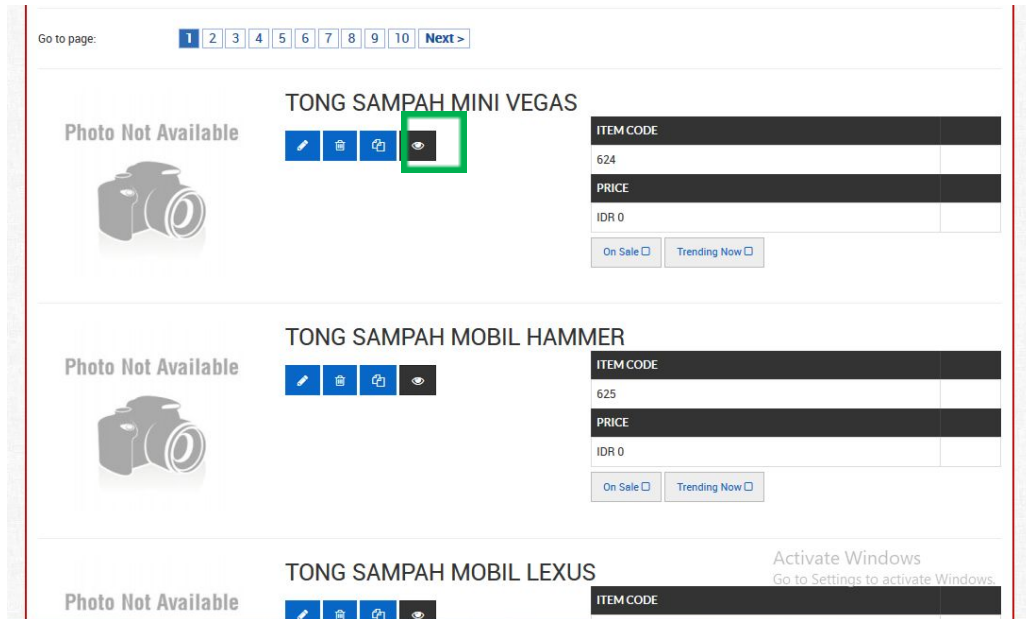 Go to page: 1 2 3 4 5 6 7 8 9 10 Next >
TONG SAMPAH MINI VEGAS
Photo Not Available
ITEM CODE
624
PRICE
IDR 0
On Sale Trending Now
TONG SAMPAH MOBIL HAMMER
Photo Not Available
ITEM CODE
625
PRICE
IDR 0
On Sale Trending Now
Activate Windows
Go to Settings to activate Windows.
TONG SAMPAH MOBIL LEXUS
Photo Not Available
ITEM CODE